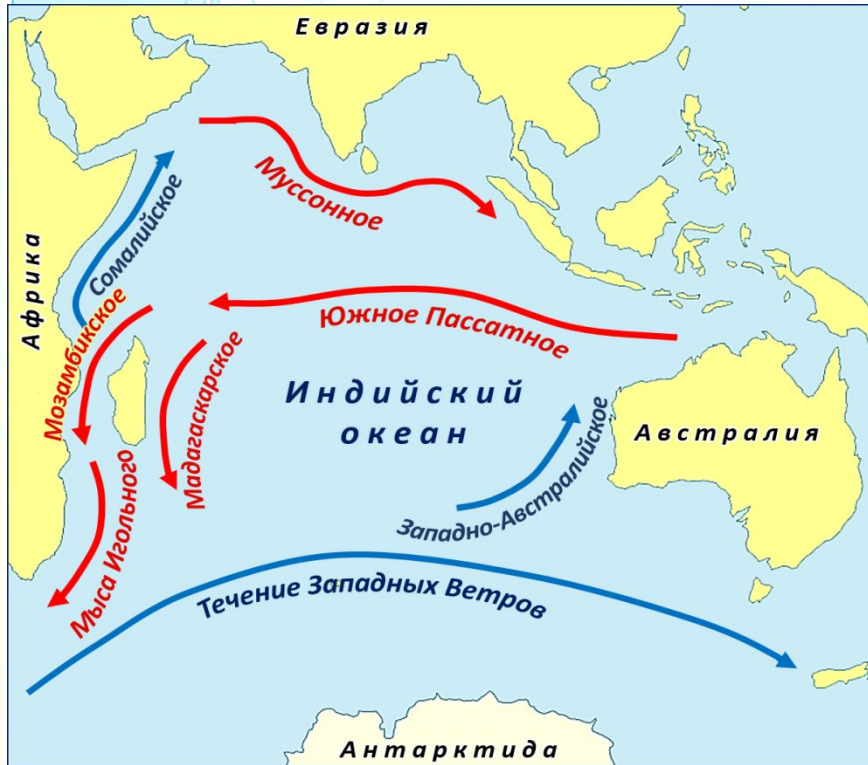 Евразия
Африка
Сомалийское
Муссонное
Мозамбикское
Южное Пассатное
Мадагаскарское
Индийский
океан
Австралия
Западно-Австралийское
Мыса Игольного
Течение Западных Ветров
Антарктида